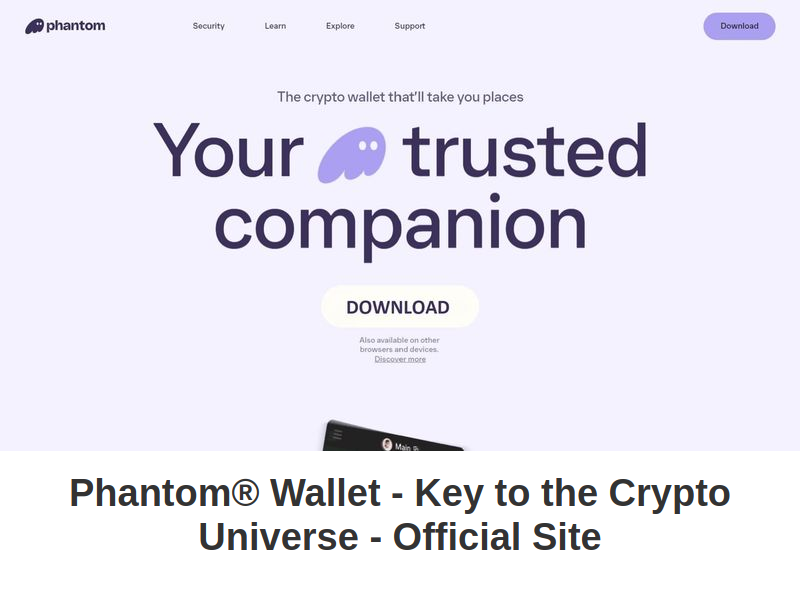 phantom
Security Learn Explore Support
Download
The crypto wallet that'll take you places
Your trusted
companion
DOWNLOAD
Also available on other
browsers and devices.
Discover more
Main
Phantom® Wallet - Key to the Crypto
Universe - Official Site